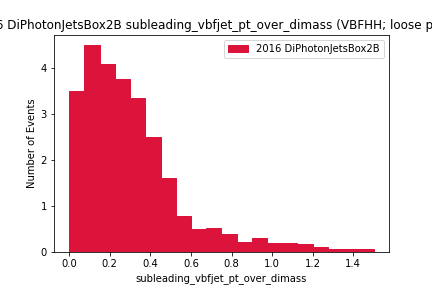 DiPhotonJetsBox2B subleading_vbfjet_pt_over_dimass (VBFHH; loose
2016 DiPhotonJetsBox2B
Number of Events
4
3
2
1
0
0.0 0.2 0.4 0.6 0.8 1.0 1.2 1.4
subleading_vbfjet_pt_over_dimass